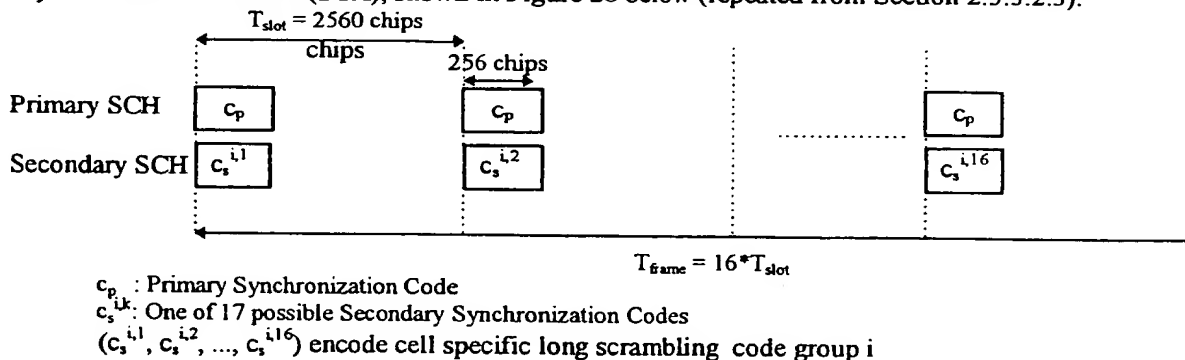 (            ), shown in Figure 28 below (repeated from Section 2.3.3.2.3).
T_slot = 2560 chips
chips
256 chips
Primary SCH
c_p
c_p
c_p
Secondary SCH
c_s^i,1
c_s^i,2
....................
c_s^i,16
T_frame = 16*T_slot
c_p : Primary Synchronization Code
c_s^i,k: One of 17 possible Secondary Synchronization Codes
(c_s^i,1, c_s^i,2, ..., c_s^i,16) encode cell specific long scrambling code group i